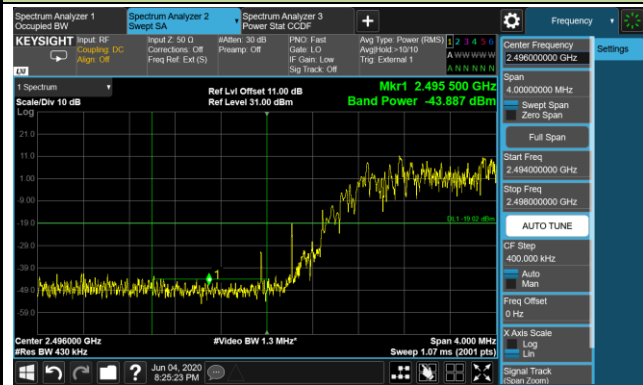 Spectrum Analyzer 1
Occupied BW
Spectrum Analyzer 2
Swept SA
Spectrum Analyzer 3
Power Stat CCDF
Frequency
KEYSIGHT
Input: RF
Coupling: DC
Align: Off
Input Z: 50 Ω
Corrections: Off
Freq Ref: Ext (S)
#Atten: 30 dB
Preamp: Off
PNO: Fast
Gate: LO
IF Gain: Low
Sig Track: Off
Avg Type: Power (RMS)
Avg|Hold:>10/10
Trig: External 1
1 2 3 4 5 6
A W W W W W
A N N N N N
LXI
1 Spectrum
Scale/Div 10 dB
Log
Ref Lvl Offset 11.00 dB
Ref Level 31.00 dBm
Mkr1 2.495 500 GHz
Band Power -43.887 dBm
21.0
11.0
1.00
-9.00
-19.0
-29.0
-39.0
-49.0
-59.0
DL1 -19.02 dBm
1
Center 2.496000 GHz
#Res BW 430 kHz
#Video BW 1.3 MHz*
Span 4.000 MHz
Sweep 1.07 ms (2001 pts)
Jun 04, 2020
8:25:23 PM
Center Frequency
2.496000000 GHz
Settings
Span
4.00000000 MHz
Swept Span
Zero Span
Full Span
Start Freq
2.494000000 GHz
Stop Freq
2.498000000 GHz
AUTO TUNE
CF Step
400.000 kHz
Auto
Man
Freq Offset
0 Hz
X Axis Scale
Log
Lin
Signal Track
(Span Zoom)